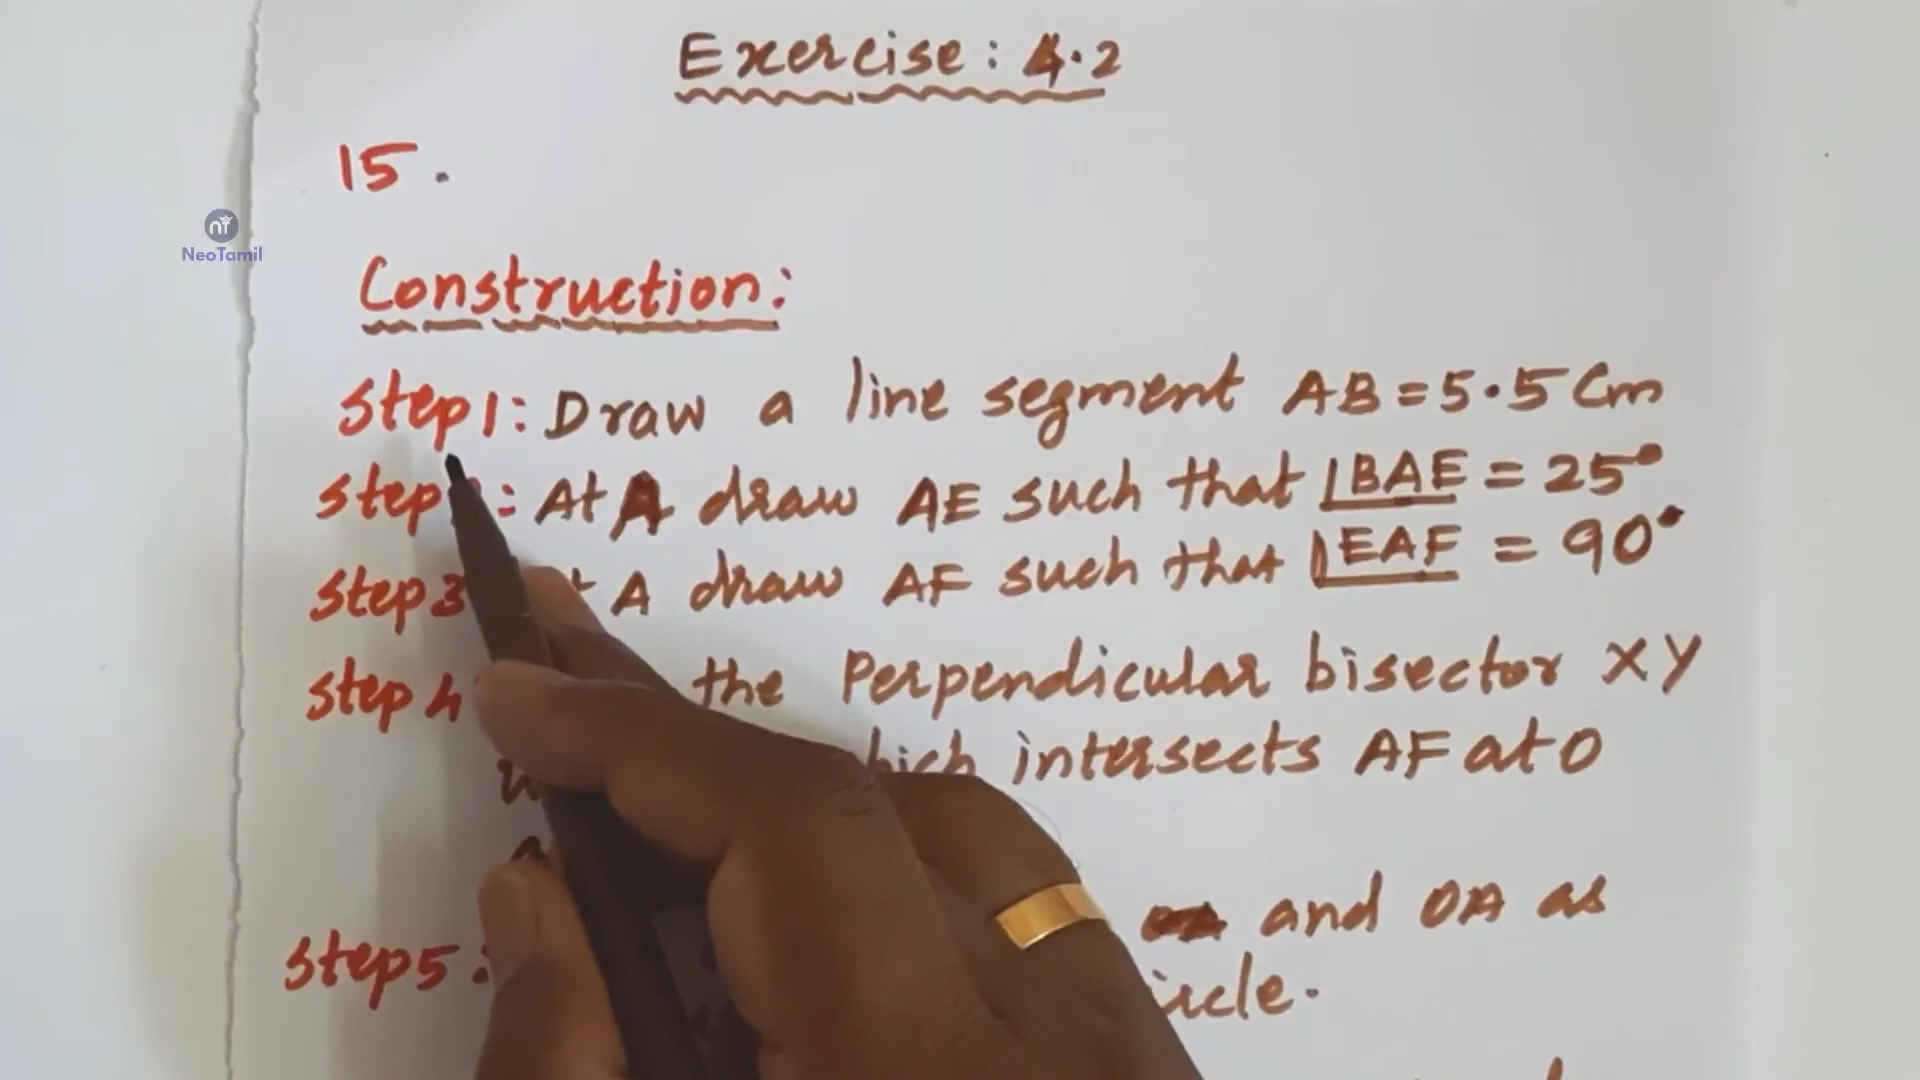 Exercise: 4.2
15.
NeoTamil
Construction:
Step1: Draw a line segment AB = 5.5 Cm
Step : At A draw AE such that ∠BAE = 25°
Step3 A draw AF such that ∠EAF = 90°
Step 4 the Perpendicular bisector XY
intersects AF at O
Step5: and OA as